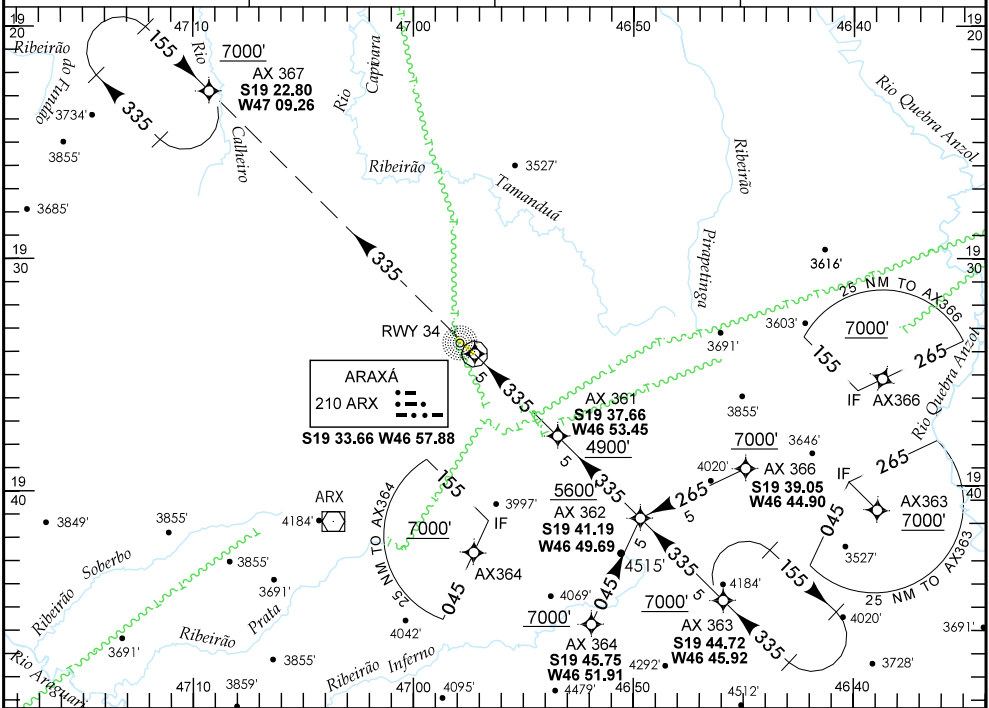 20
47 10
47 00
46 50
46 40
19
20
Ribeirão
do Fundão
Rio
Calheiro
155
335
7000'
AX 367
S19 22.80
W47 09.26
3734'
3855'
3685'
Rio
Capivara
Ribeirão
Tamanduá
3527'
Ribeirão
Pirapetinga
Rio Quebra Anzol
19
30
19
30
335
3616'
25 NM TO AX366
3603'
7000'
155
265
IF
AX366
3691'
RWY 34
5
335
ARAXÁ
210 ARX
S19 33.66 W46 57.88
AX 361
S19 37.66
W46 53.45
4900'
5
3855'
Rio Quebra Anzol
7000'
3646'
4020'
AX 366
S19 39.05
W46 44.90
265
5
5600'
335
AX 362
S19 41.19
W46 49.69
5
5
IF
265
045
AX363
7000'
3527'
25 NM TO AX363
19
40
19
40
25 NM TO AX364
155
7000'
3997'
IF
AX364
045
ARX
4184'
3849'
3855'
3855'
3691'
Ribeirão Soberbo
Ribeirão Prata
3691'
3855'
4042'
4069'
4515'
045
335
4184'
155
7000'
5
AX 363
S19 44.72
W46 45.92
335
4020'
3691'
7000'
AX 364
S19 45.75
W46 51.91
4292'
3728'
Rio Araguari
Ribeirão Inferno
3859'
4095'
4479'
4512'
47 10
47 00
46 50
46 40